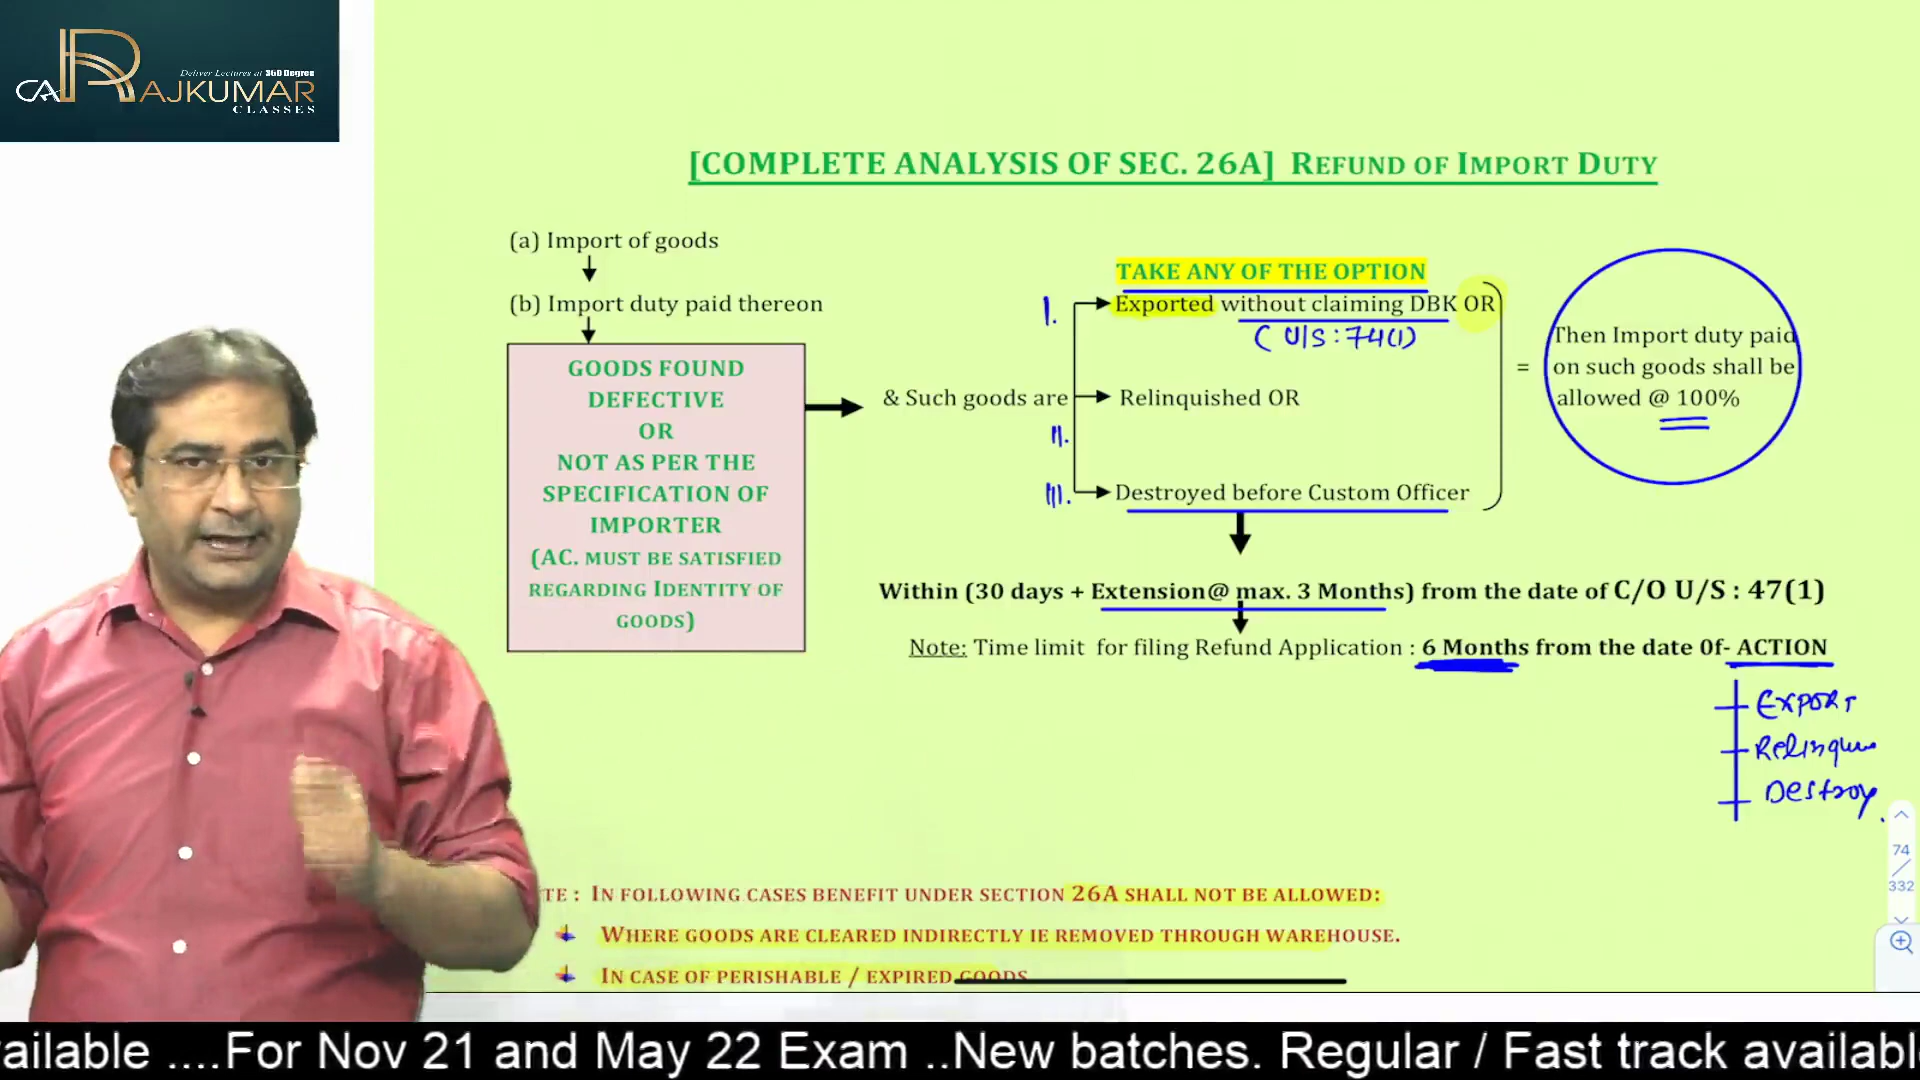 Deliver Lectures at 360 Degree
CA RAJKUMAR
CLASSES
[COMPLETE ANALYSIS OF SEC. 26A] REFUND OF IMPORT DUTY
(a) Import of goods
(b) Import duty paid thereon
GOODS FOUND
DEFECTIVE
OR
NOT AS PER THE
SPECIFICATION OF
IMPORTER
(AC. MUST BE SATISFIED
REGARDING IDENTITY OF
GOODS)
& Such goods are
TAKE ANY OF THE OPTION
I.
Exported without claiming DBK OR
( U/S : 74(1)
II.
Relinquished OR
III.
Destroyed before Custom Officer
=
Then Import duty paid
on such goods shall be
allowed @ 100%
Within (30 days + Extension@ max. 3 Months) from the date of C/O U/S : 47(1)
Note: Time limit for filing Refund Application : 6 Months from the date 0f- ACTION
EXPORT
Relinque
Destroy.
TE : IN FOLLOWING CASES BENEFIT UNDER SECTION 26A SHALL NOT BE ALLOWED:
WHERE GOODS ARE CLEARED INDIRECTLY IE REMOVED THROUGH WAREHOUSE.
IN CASE OF PERISHABLE / EXPIRED GOODS
74
/
332
ailable ....For Nov 21 and May 22 Exam ..New batches. Regular / Fast track availabl